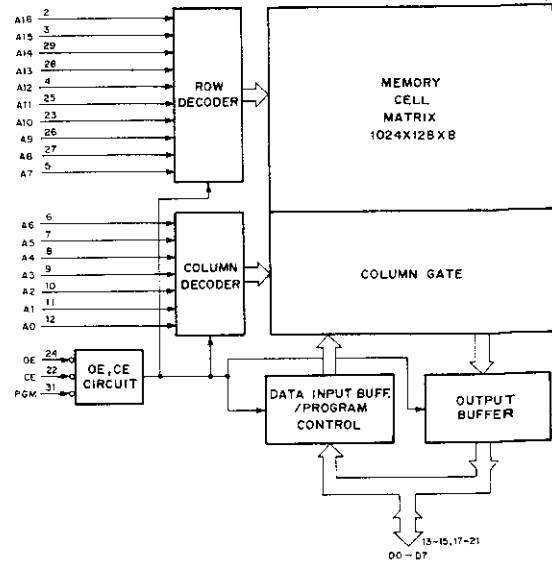 A16 2
A15 3
A14 29
A13 28
A12 4
A11 25
A10 23
A9 26
A8 27
A7 5
ROW
DECODER
MEMORY
CELL
MATRIX
1024X128X8
A6 6
A5 7
A4 8
A3 9
A2 10
A1 11
A0 12
COLUMN
DECODER
COLUMN GATE
OE 24
CE 22
PGM 31
OE, CE
CIRCUIT
DATA INPUT BUFF.
/PROGRAM
CONTROL
OUTPUT
BUFFER
13-15, 17-21
D0-D7